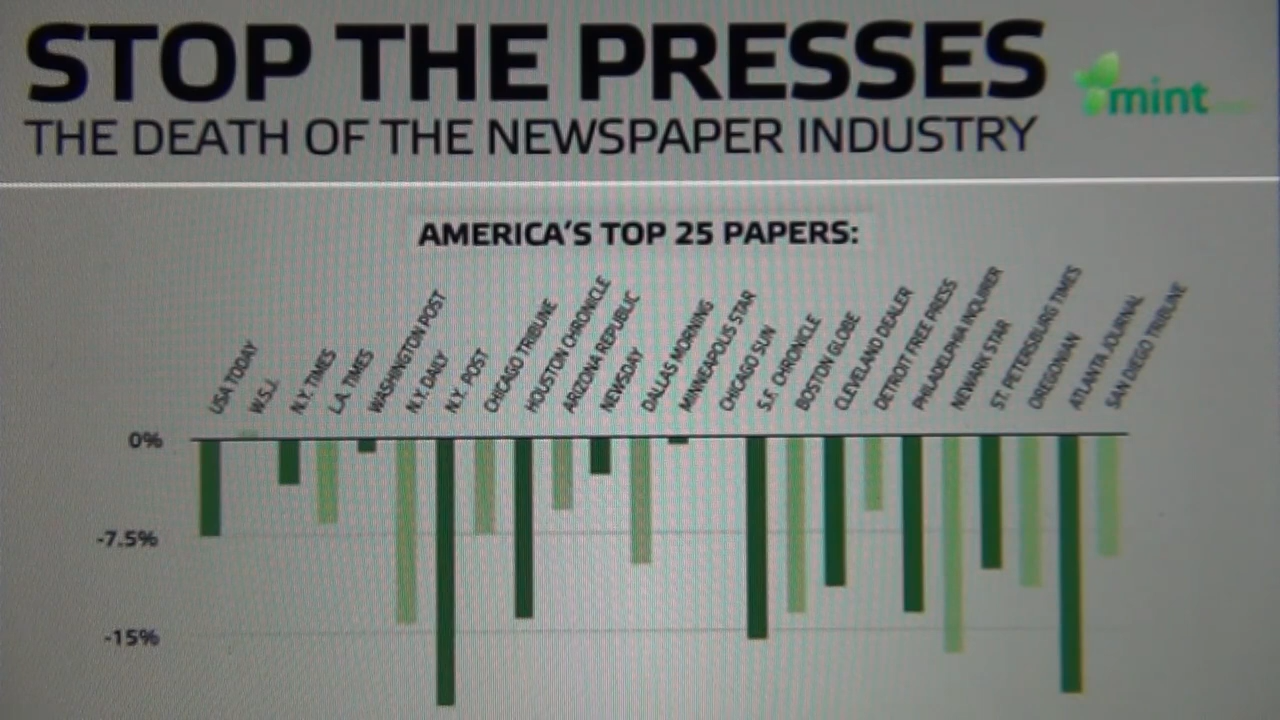 STOP THE PRESSES
mint
THE DEATH OF THE NEWSPAPER INDUSTRY
AMERICA'S TOP 25 PAPERS:
USA TODAY
W.S.J.
N.Y. TIMES
L.A. TIMES
WASHINGTON POST
N.Y. DAILY
N.Y. POST
CHICAGO TRIBUNE
HOUSTON CHRONICLE
ARIZONA REPUBLIC
NEWSDAY
DALLAS MORNING
MINNEAPOLIS STAR
CHICAGO SUN
S.F. CHRONICLE
BOSTON GLOBE
CLEVELAND DEALER
DETROIT FREE PRESS
PHILADELPHIA INQUIRER
NEWARK STAR
ST. PETERSBURG TIMES
OREGONIAN
ATLANTA JOURNAL
SAN DIEGO TRIBUNE
0%
-7.5%
-15%